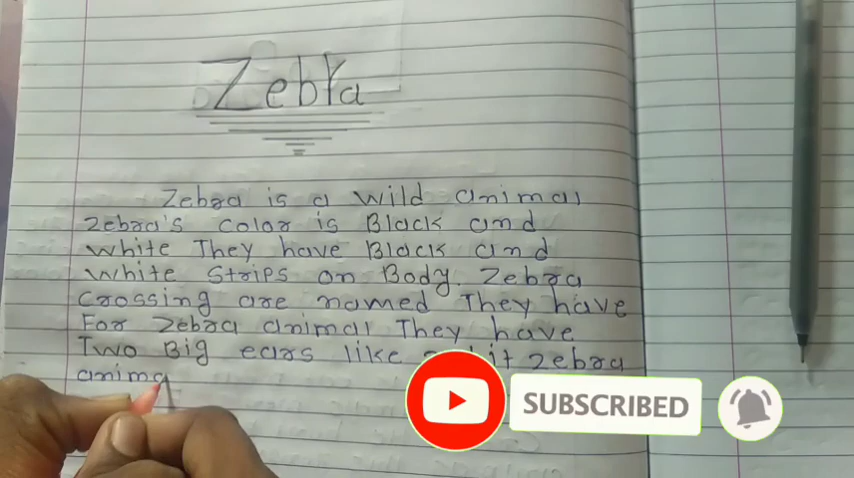 Zebra
Zebra is a wild animal
Zebra's color is Black and
white They have Black and
white strips on Body. Zebra
crossing are named They have
For Zebra animal They have
Two Big ears like zebra
anima
SUBSCRIBED